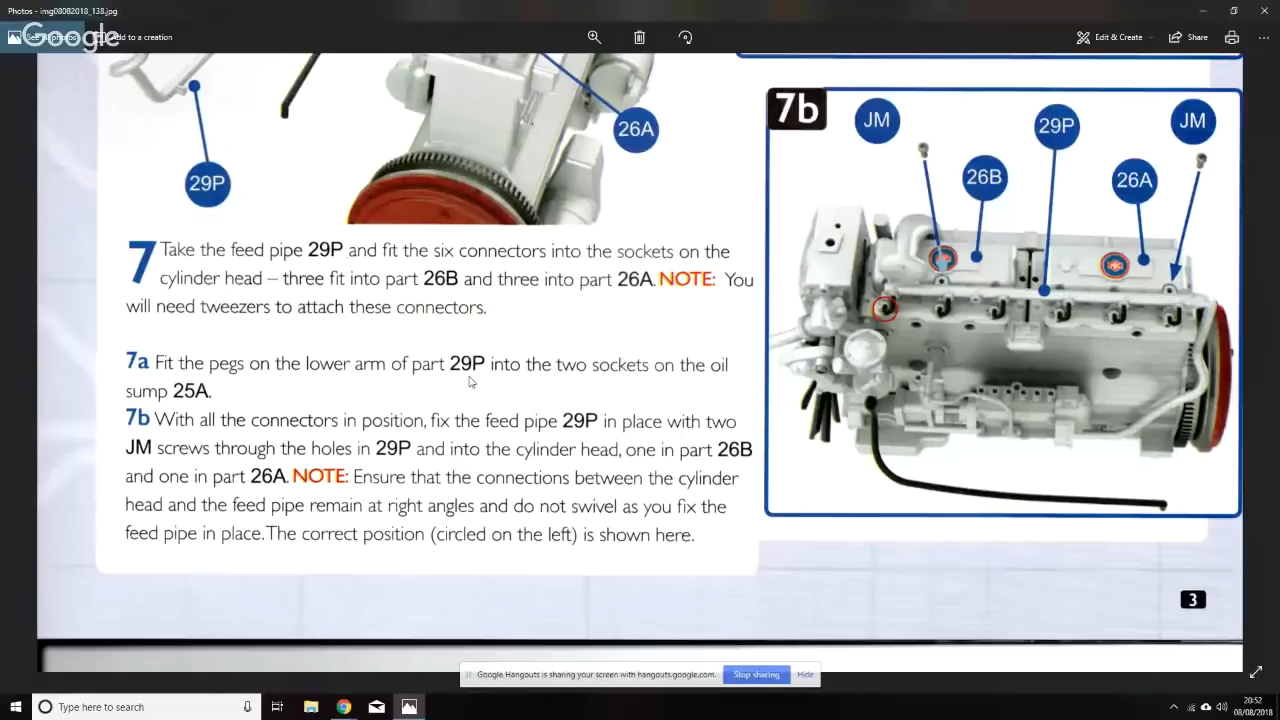 Photos - img08082018_138.jpg
Google
Add to a creation
Edit & Create
Share
29P
26A
7b
JM
29P
JM
26B
26A
7 Take the feed pipe 29P and fit the six connectors into the sockets on the
cylinder head – three fit into part 26B and three into part 26A. NOTE: You
will need tweezers to attach these connectors.
7a Fit the pegs on the lower arm of part 29P into the two sockets on the oil
sump 25A.
7b With all the connectors in position, fix the feed pipe 29P in place with two
JM screws through the holes in 29P and into the cylinder head, one in part 26B
and one in part 26A. NOTE: Ensure that the connections between the cylinder
head and the feed pipe remain at right angles and do not swivel as you fix the
feed pipe in place. The correct position (circled on the left) is shown here.
3
Google Hangouts is sharing your screen with hangouts.google.com.
Stop sharing
Hide
Type here to search
20:52
08/08/2018